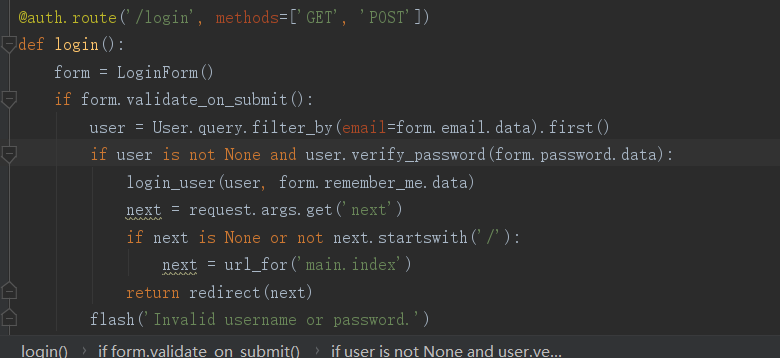 @auth.route('/login', methods=['GET', 'POST'])
def login():
    form = LoginForm()
    if form.validate_on_submit():
        user = User.query.filter_by(email=form.email.data).first()
        if user is not None and user.verify_password(form.password.data):
            login_user(user, form.remember_me.data)
            next = request.args.get('next')
            if next is None or not next.startswith('/'):
                next = url_for('main.index')
            return redirect(next)
        flash('Invalid username or password.')
login() › if form.validate_on_submit() › if user is not None and user.ve...